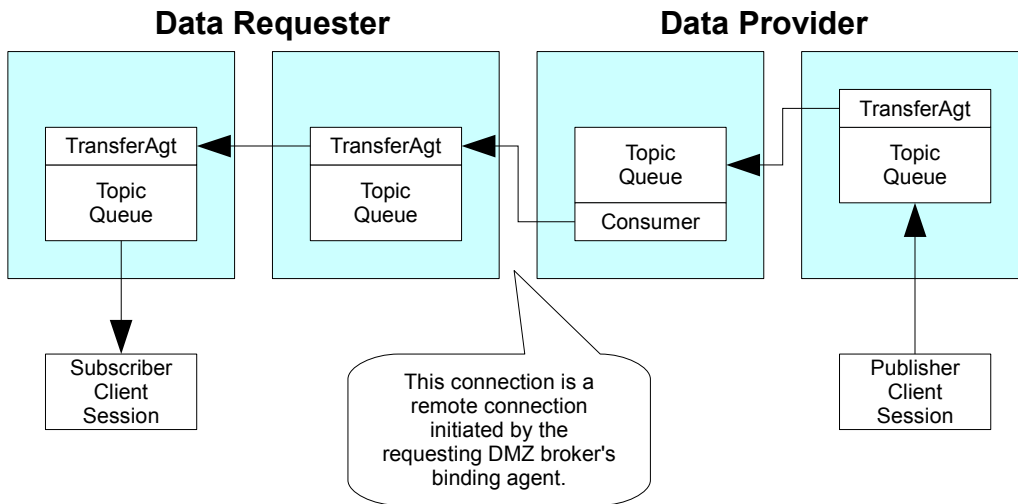 Data Requester
Data Provider
TransferAgt
Topic
Queue
TransferAgt
Topic
Queue
Topic
Queue
Consumer
TransferAgt
Topic
Queue
Subscriber
Client
Session
This connection is a
remote connection
initiated by the
requesting DMZ broker's
binding agent.
Publisher
Client
Session